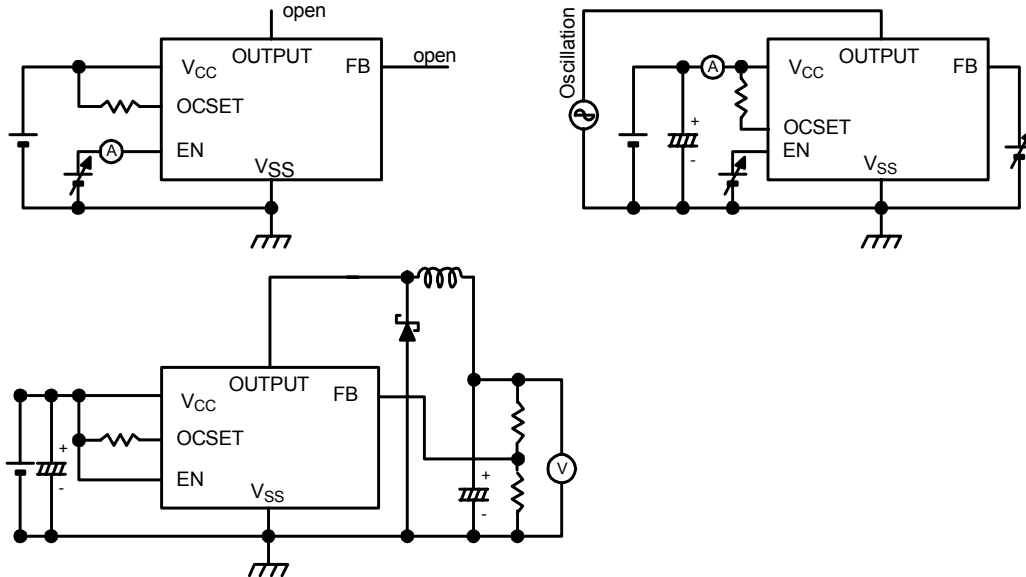 open
OUTPUT
VCC
FB
open
OCSET
A
EN
VSS
Oscillation
OUTPUT
A
VCC
FB
+
-
OCSET
EN
VSS
OUTPUT
VCC
FB
+
-
OCSET
EN
VSS
+
-
V